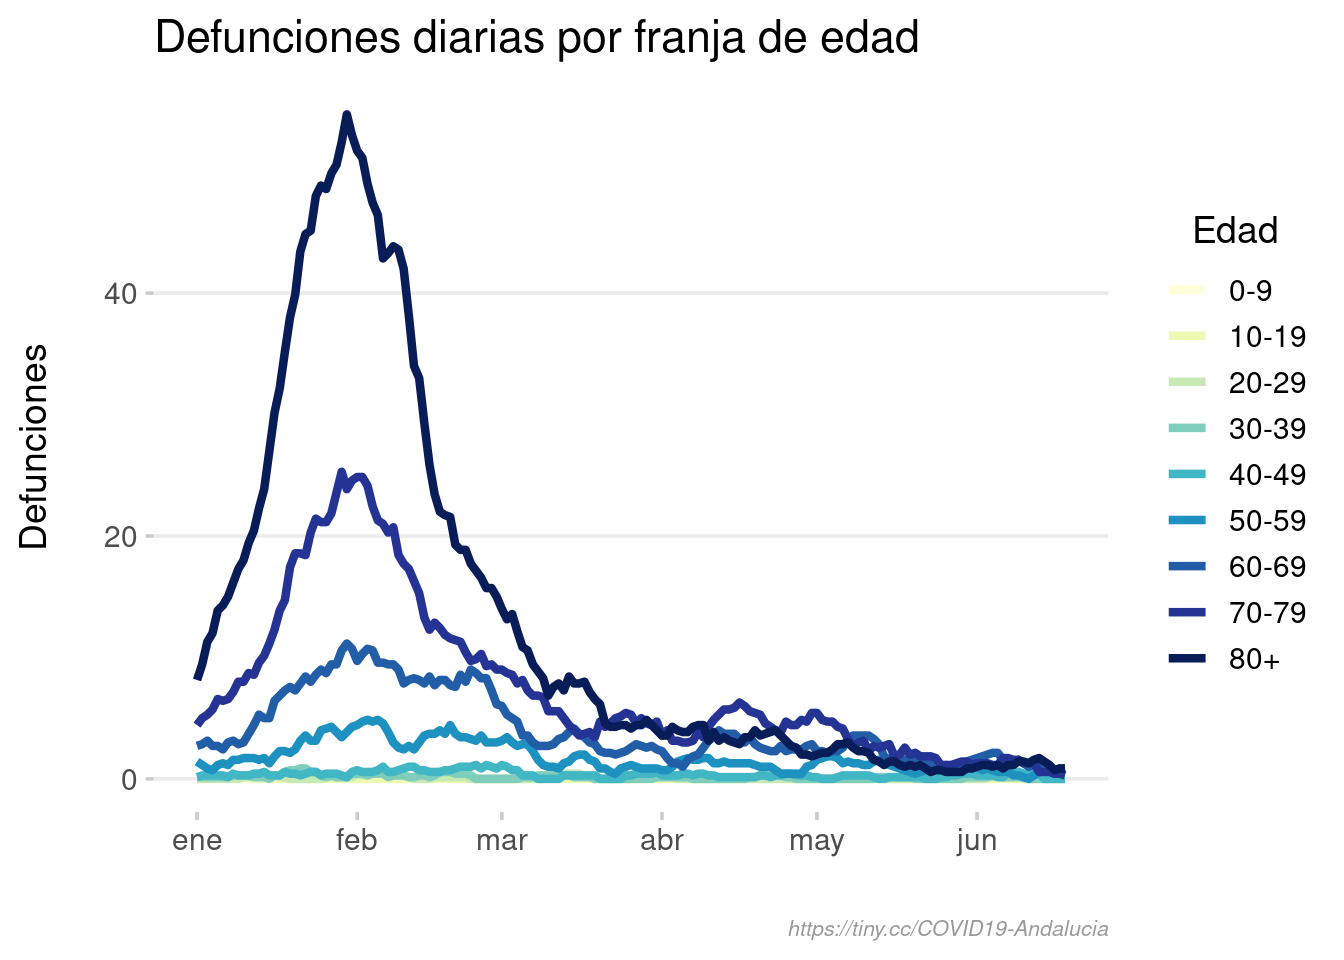 Defunciones diarias por franja de edad
Defunciones
40
20
0
ene feb mar abr may jun
Edad
0-9
10-19
20-29
30-39
40-49
50-59
60-69
70-79
80+
https://tiny.cc/COVID19-Andalucia